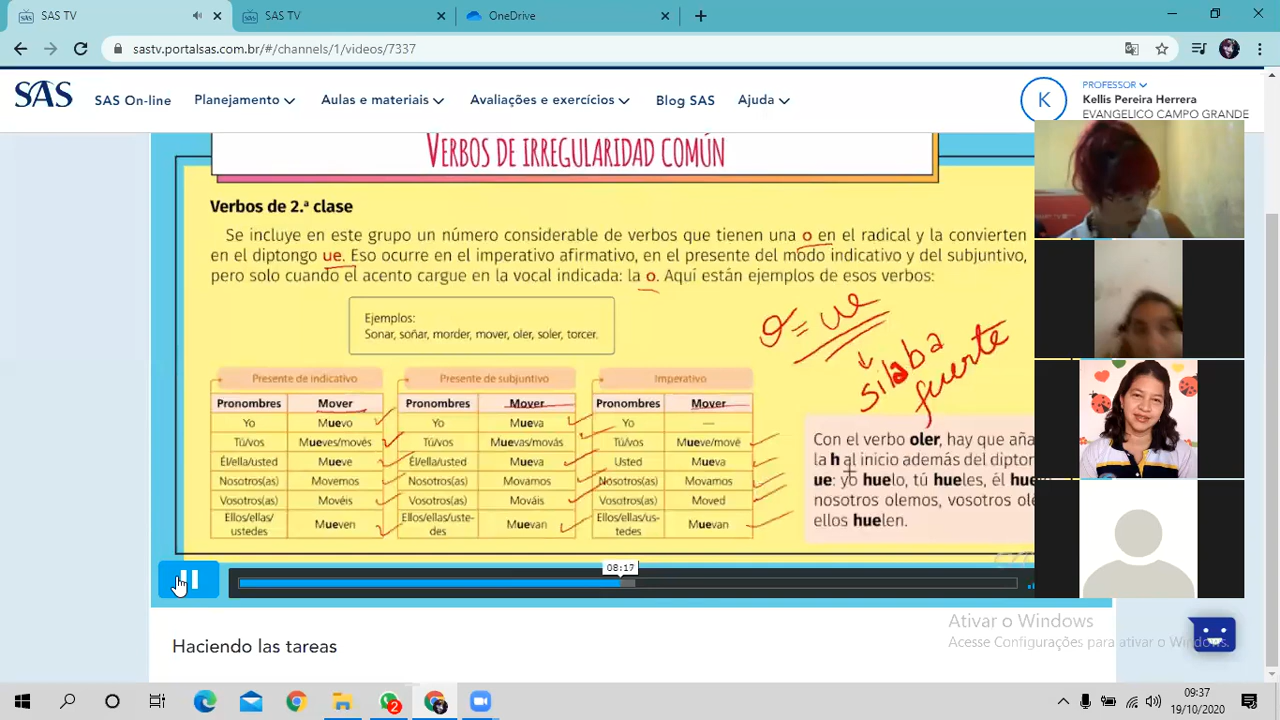 SAS TV
SAS TV
OneDrive
sastv.portalsas.com.br/#/channels/1/videos/7337
SAS
SAS On-line
Planejamento
Aulas e materiais
Avaliações e exercícios
Blog SAS
Ajuda
K
PROFESSOR
Kellis Pereira Herrera
EVANGELICO CAMPO GRANDE
VERBOS DE IRREGULARIDAD COMÚN
Verbos de 2.ª clase
Se incluye en este grupo un número considerable de verbos que tienen una o en el radical y la convierten
en el diptongo ue. Eso ocurre en el imperativo afirmativo, en el presente del modo indicativo y del subjuntivo,
pero solo cuando el acento cargue en la vocal indicada: la o. Aquí están ejemplos de esos verbos:
Ejemplos:
Sonar, soñar, morder, mover, oler, soler, torcer.
o = ue
silaba
fuerte
Presente de indicativo
Pronombres Mover
Yo Muevo
Tú/vos Mueves/movés
Él/ella/usted Mueve
Nosotros(as) Movemos
Vosotros(as) Movéis
Ellos/ellas/ Mueven
ustedes
Presente de subjuntivo
Pronombres Mover
Yo Mueva
Tú/vos Muevas/movás
Él/ella/usted Mueva
Nosotros(as) Movamos
Vosotros(as) Mováis
Ellos/ellas/uste- Muevan
des
Imperativo
Pronombres Mover
Yo —
Tú/vos Mueve/mové
Usted Mueva
Nosotros(as) Movamos
Vosotros(as) Moved
Ellos/ellas/us- Muevan
tedes
Con el verbo oler, hay que aña
la h al inicio además del dipton
ue: yo huelo, tú hueles, él hue
nosotros olemos, vosotros olé
ellos huelen.
08:17
Haciendo las tareas
Ativar o Windows
Acesse Configurações para ativar o Windows.
2
09:37
19/10/2020